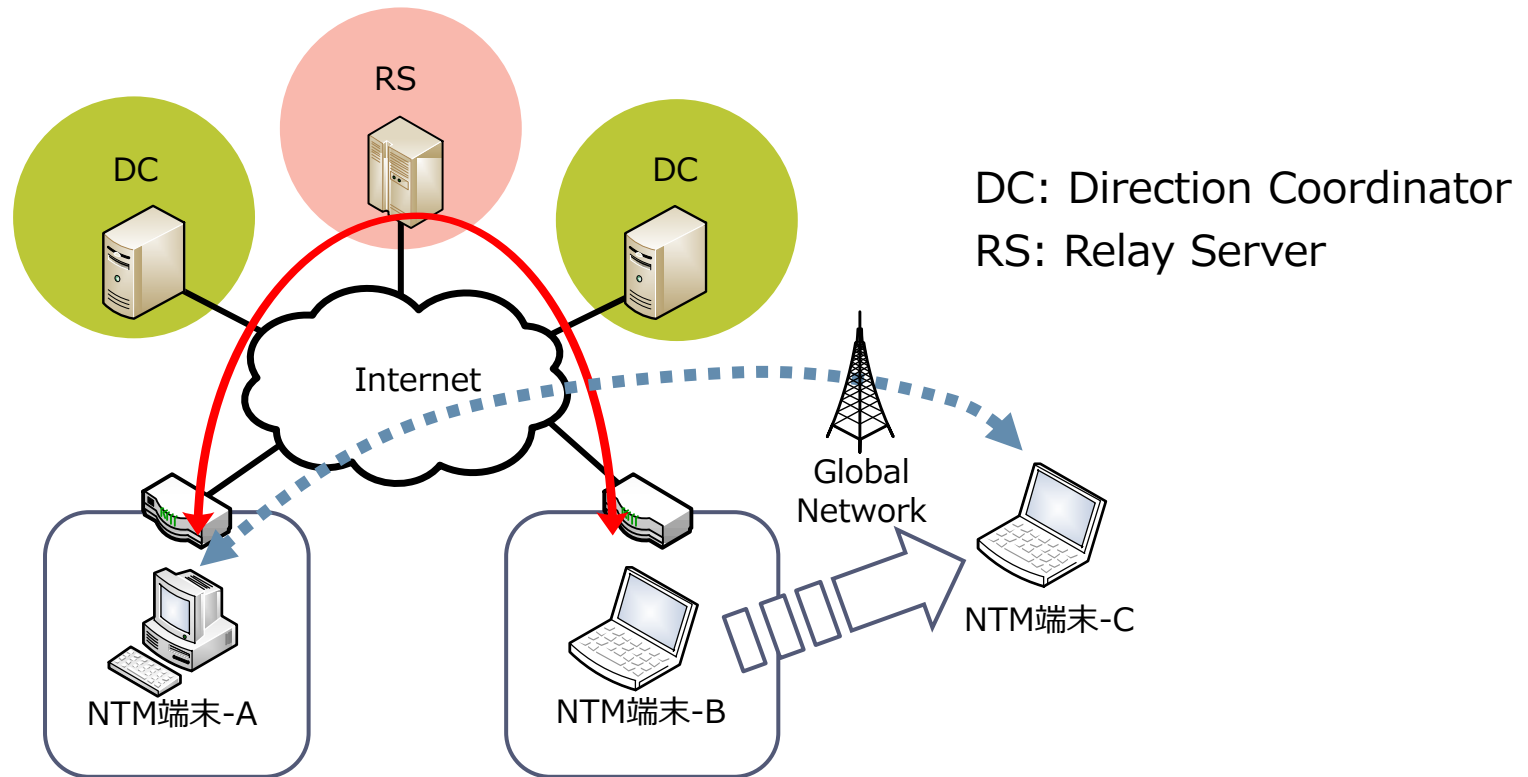 RS
DC
DC
DC: Direction Coordinator
RS: Relay Server
Internet
Global
Network
NTM端末-C
NTM端末-A
NTM端末-B